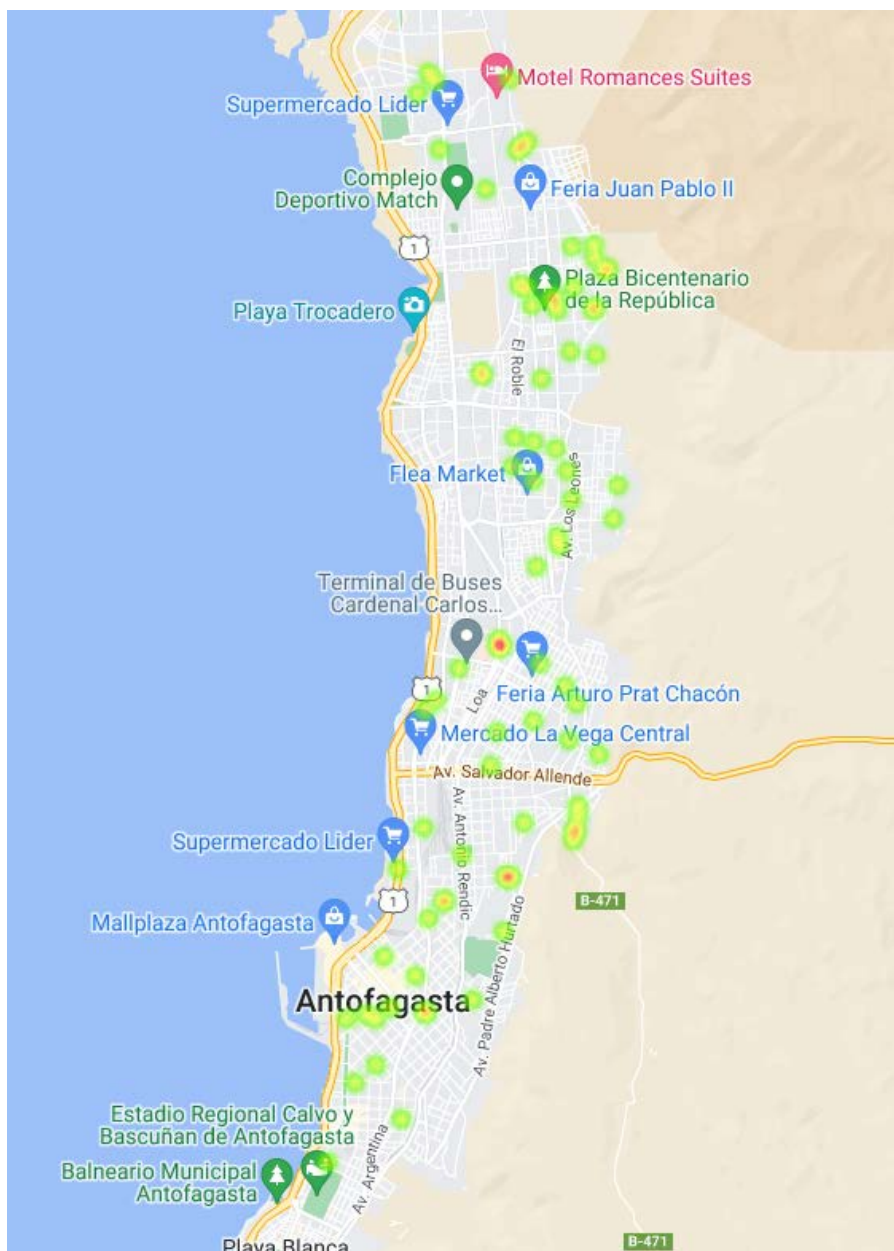 Motel Romances Suites
Supermercado Lider
Complejo
Deportivo Match
Feria Juan Pablo II
1
Plaza Bicentenario
de la República
Playa Trocadero
El Roble
Flea Market
Av. Los Leones
Terminal de Buses
Cardenal Carlos...
1
Loa
Feria Arturo Prat Chacón
Mercado La Vega Central
Av. Salvador Allende
Av. Antonio Rendic
Supermercado Lider
1
B-471
Mallplaza Antofagasta
Av. Padre Alberto Hurtado
Antofagasta
Estadio Regional Calvo y
Bascuñan de Antofagasta
Av. Argentina
Balneario Municipal
Antofagasta
Playa Blanca
B-471